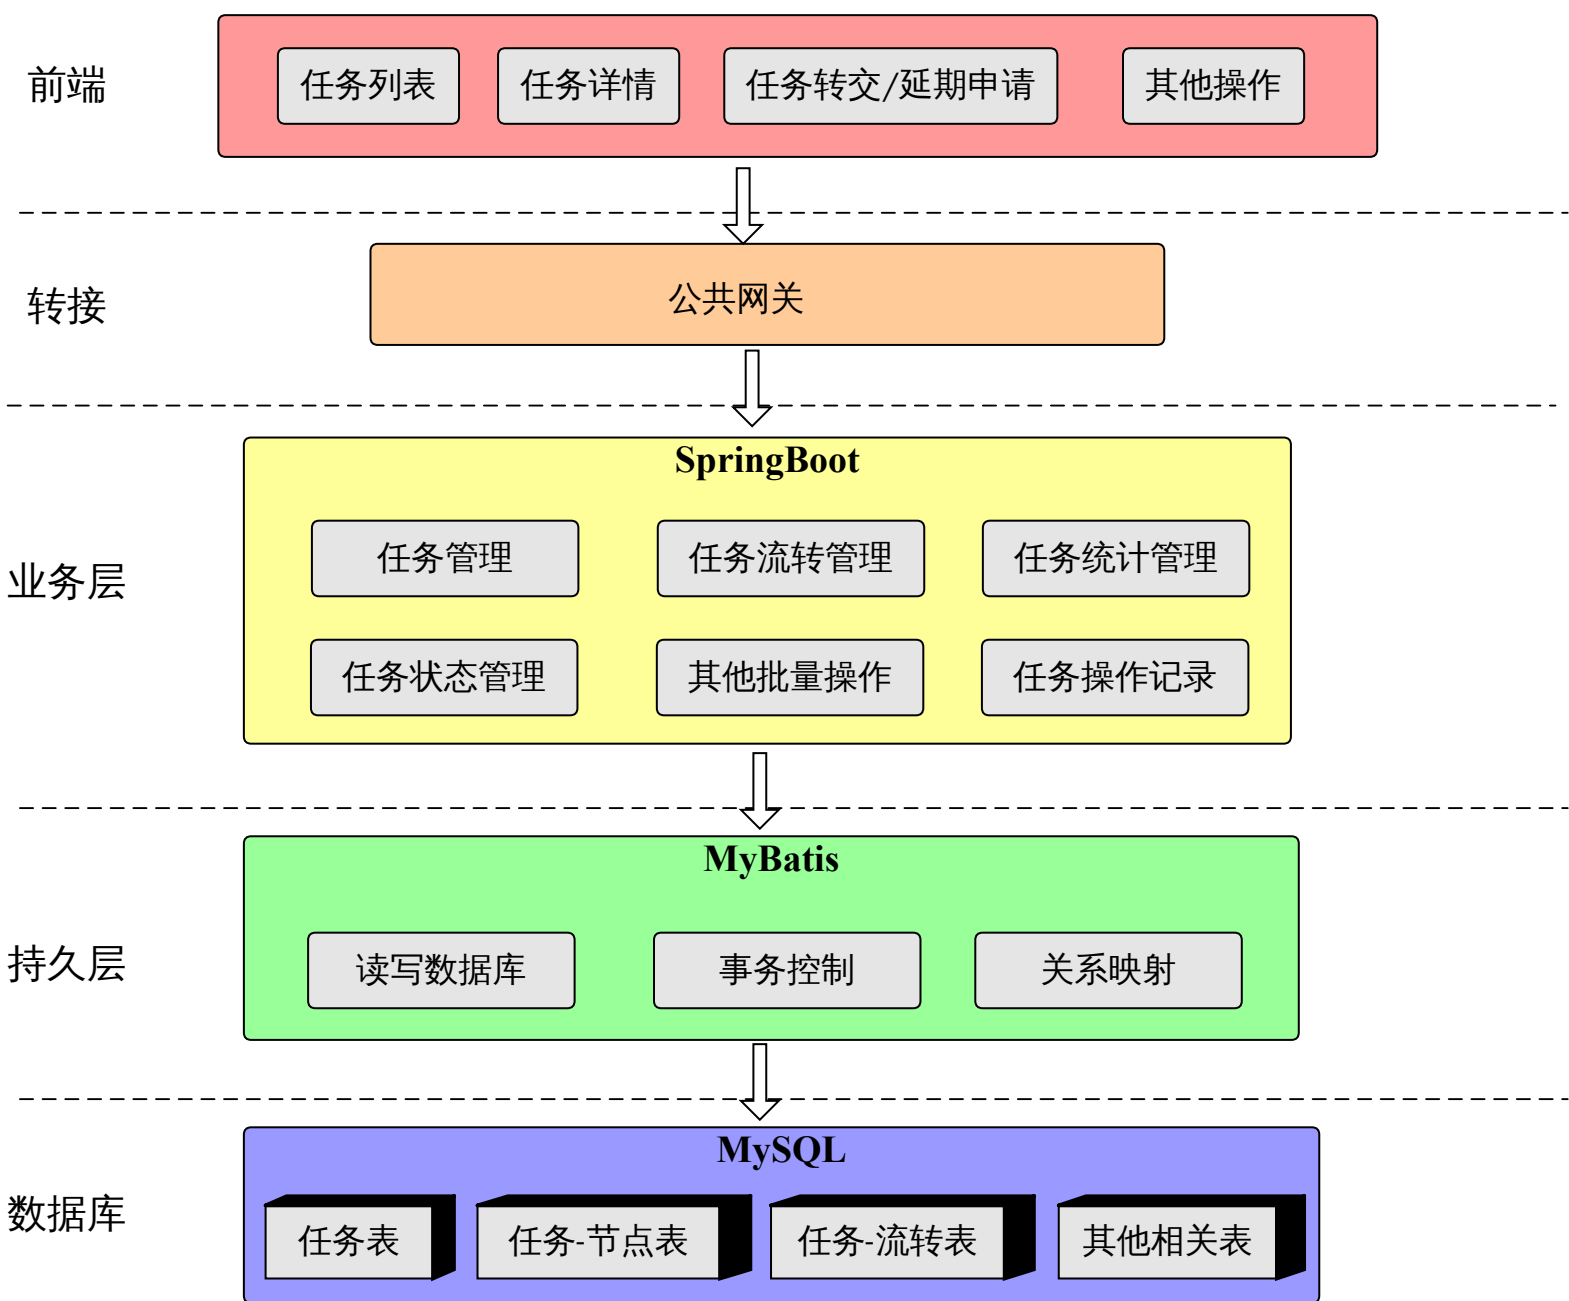 前端
任务列表
任务详情
任务转交/延期申请
其他操作
转接
公共网关
业务层
SpringBoot
任务管理
任务流转管理
任务统计管理
任务状态管理
其他批量操作
任务操作记录
持久层
MyBatis
读写数据库
事务控制
关系映射
数据库
MySQL
任务表
任务-节点表
任务-流转表
其他相关表